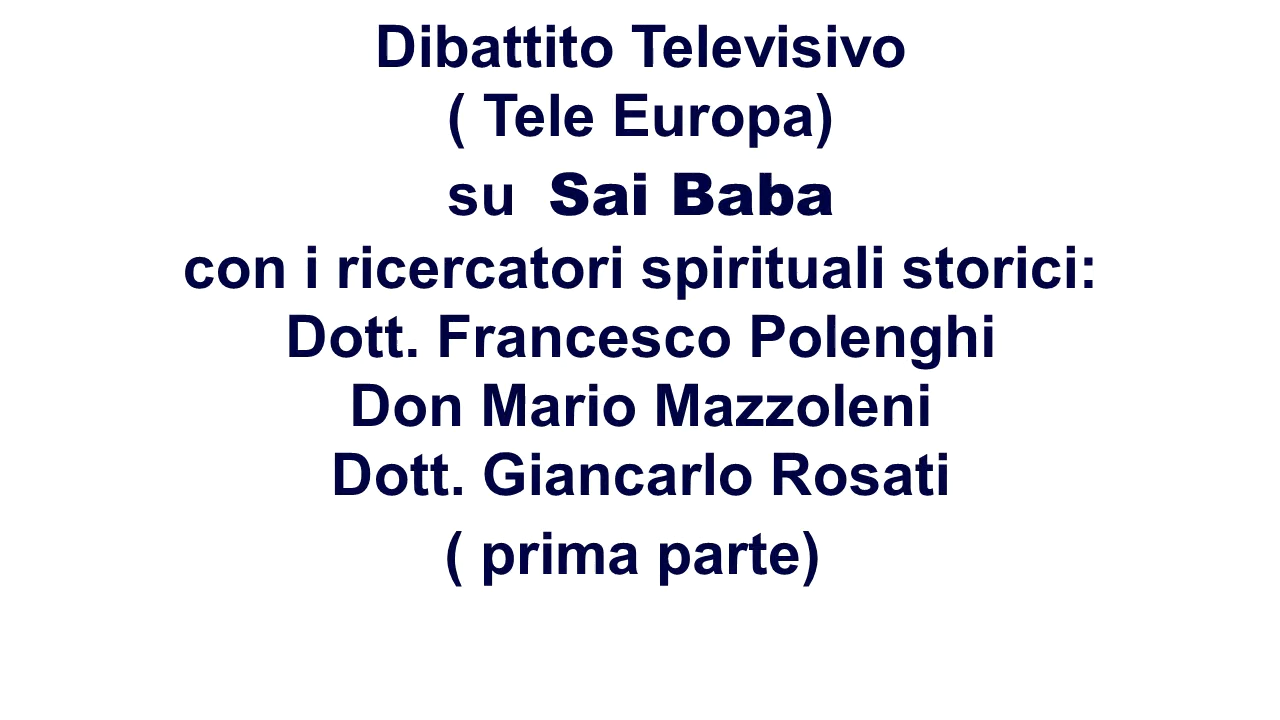 Dibattito Televisivo
( Tele Europa)
su Sai Baba
con i ricercatori spirituali storici:
Dott. Francesco Polenghi
Don Mario Mazzoleni
Dott. Giancarlo Rosati
( prima parte)